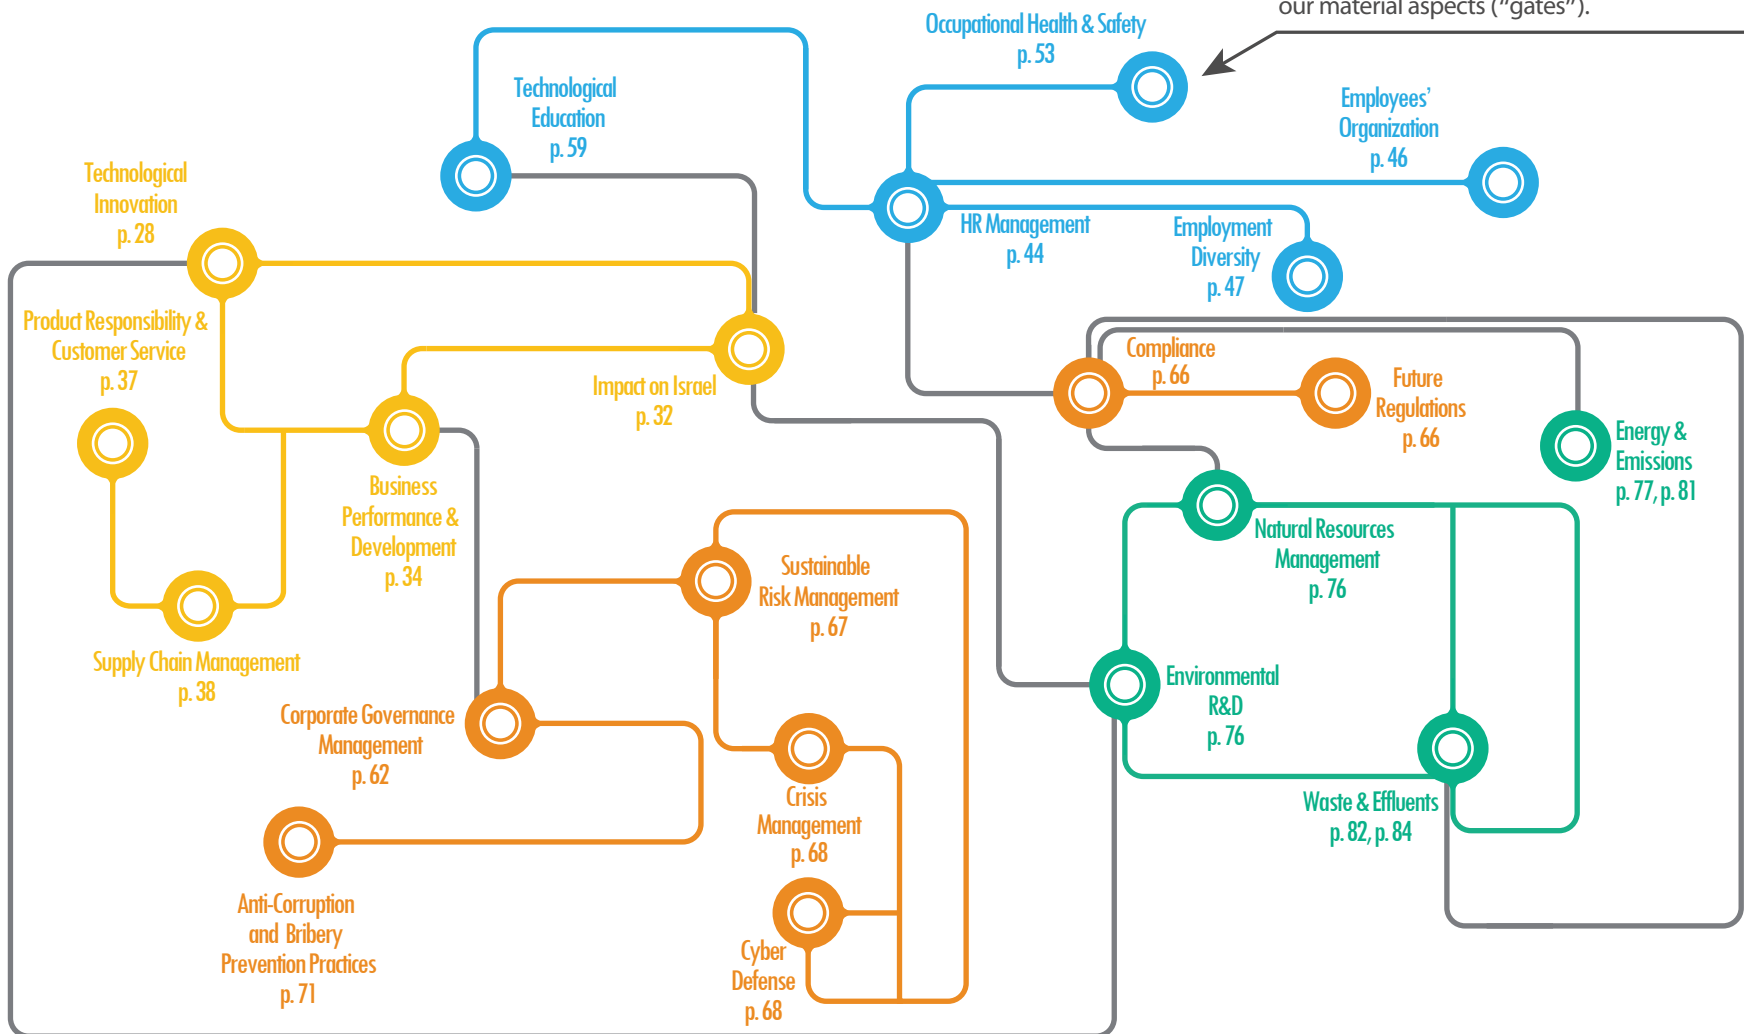 our material aspects ("gates").
Occupational Health & Safety
p. 53
Technological
Education
p. 59
Employees'
Organization
p. 46
Technological
Innovation
p. 28
HR Management
p. 44
Employment
Diversity
p. 47
Product Responsibility &
Customer Service
p. 37
Impact on Israel
p. 32
Compliance
p. 66
Future
Regulations
p. 66
Energy &
Emissions
p. 77, p. 81
Business
Performance &
Development
p. 34
Natural Resources
Management
p. 76
Sustainable
Risk Management
p. 67
Supply Chain Management
p. 38
Environmental
R&D
p. 76
Corporate Governance
Management
p. 62
Crisis
Management
p. 68
Waste & Effluents
p. 82, p. 84
Anti-Corruption
and Bribery
Prevention Practices
p. 71
Cyber
Defense
p. 68